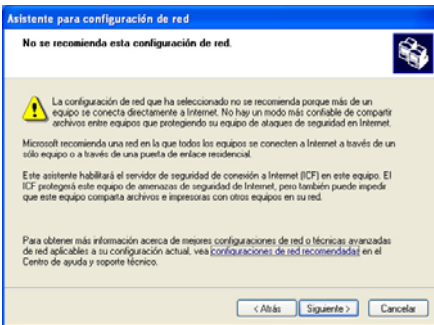 Asistente para configuración de red
No se recomienda esta configuración de red.
La configuración de red que ha seleccionado no se recomienda porque más de un
equipo se conecta directamente a Internet. No hay un modo más confiable de compartir
archivos entre equipos que protegiendo su equipo de ataques de seguridad en Internet.
Microsoft recomienda una red en la que todos los equipos se conecten a Internet a través de un
sólo equipo o a través de una puerta de enlace residencial.
Este asistente habilitará el servidor de seguridad de conexión a Internet (ICF) en este equipo. El
ICF protegerá este equipo de amenazas de seguridad de Internet, pero también puede impedir
que este equipo comparta archivos e impresoras con otros equipos en su red.
Para obtener más información acerca de mejores configuraciones de red o técnicas avanzadas
de red aplicables a su configuración actual, vea configuraciones de red recomendadas en el
Centro de ayuda y soporte técnico.
< Atrás Siguiente > Cancelar